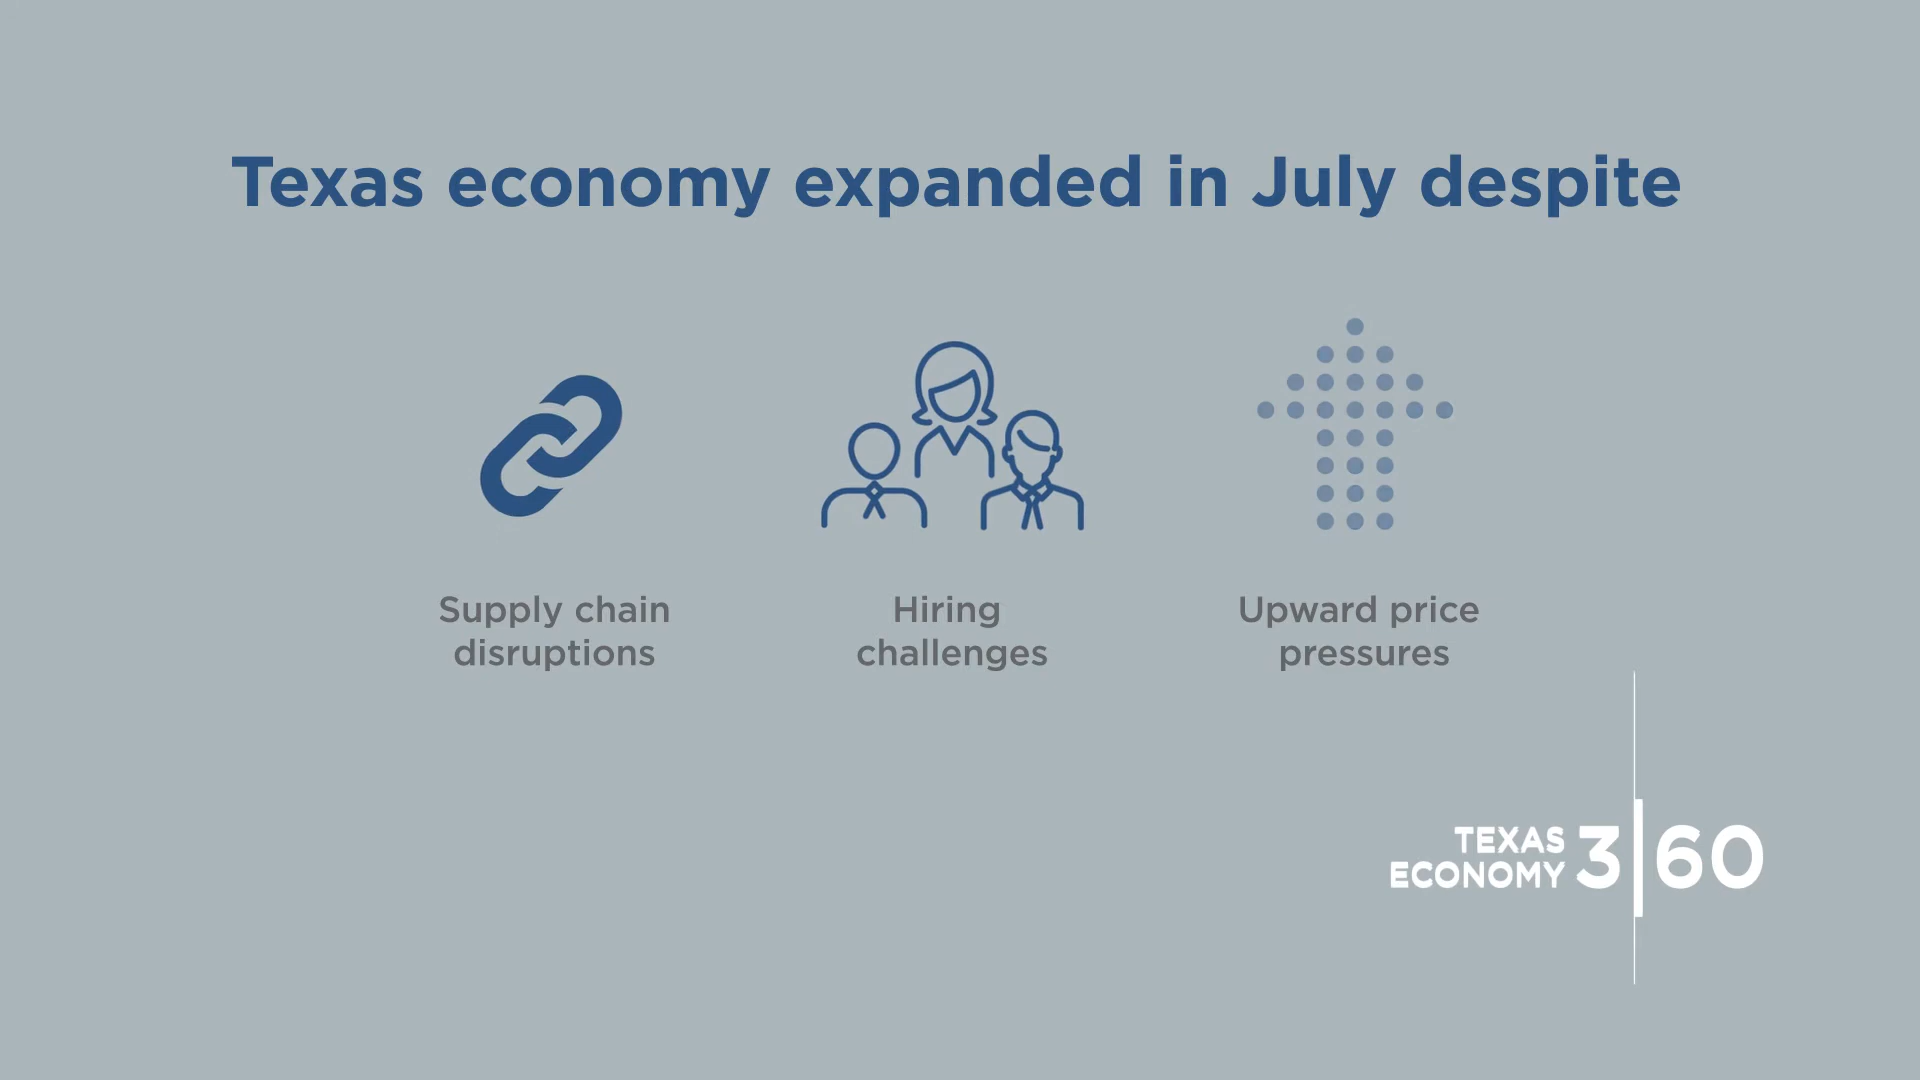 Texas economy expanded in July despite
Supply chain
disruptions
Hiring
challenges
Upward price
pressures
TEXAS
ECONOMY
3|60